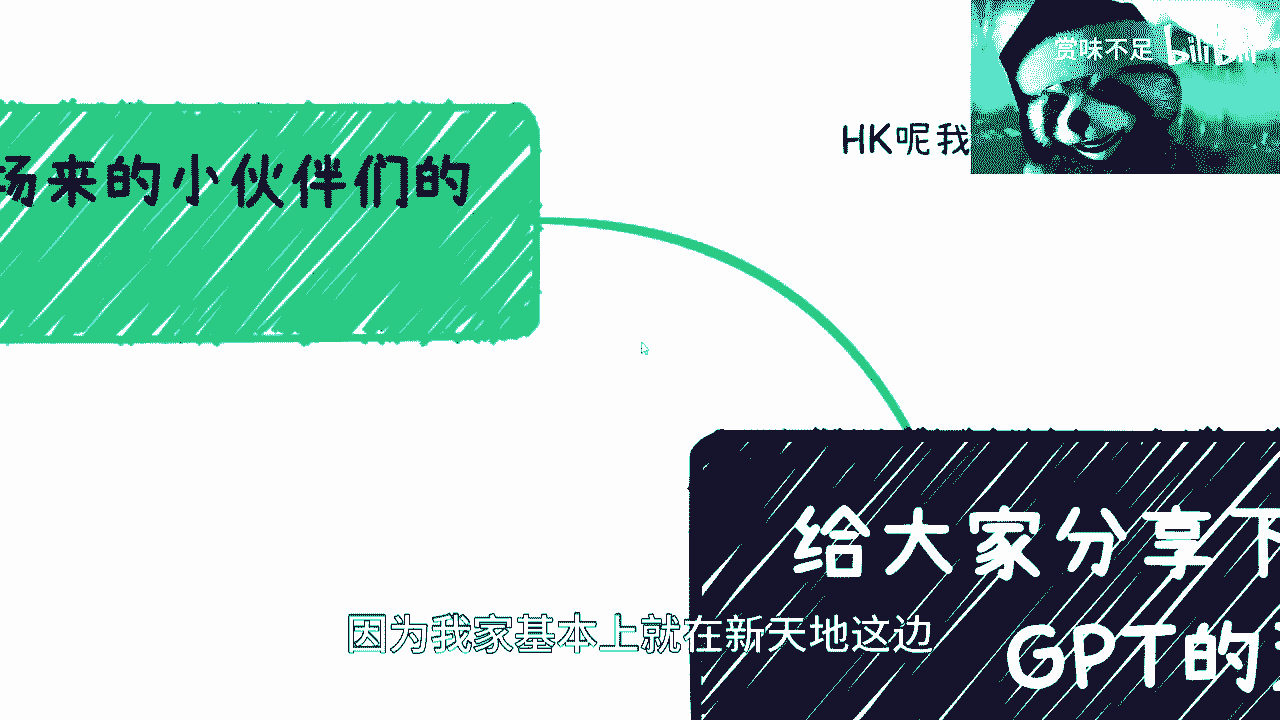 赏味不足 bilibili
HK呢我
场来的小伙伴们的
给大家分享下
GPT的
因为我家基本上就在新天地这边